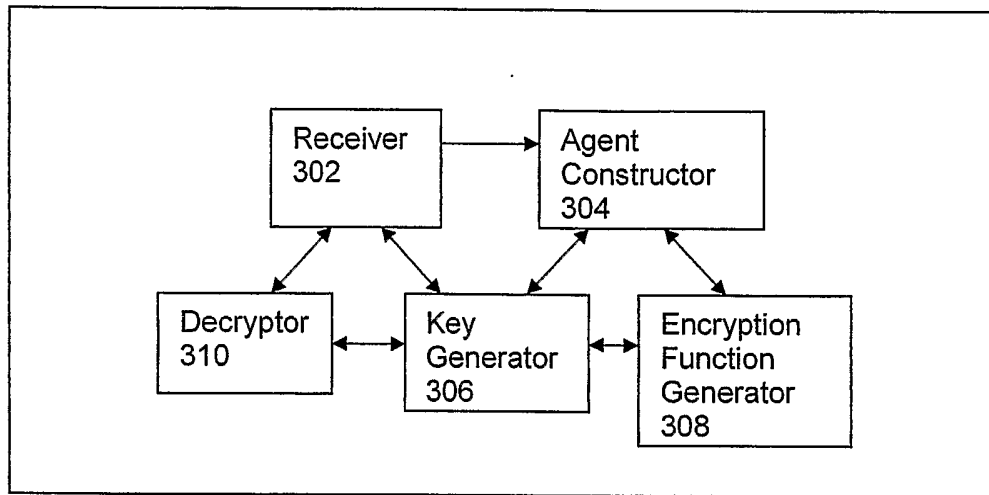 Receiver
302
Agent
Constructor
304
Decryptor
310
Key
Generator
306
Encryption
Function
Generator
308